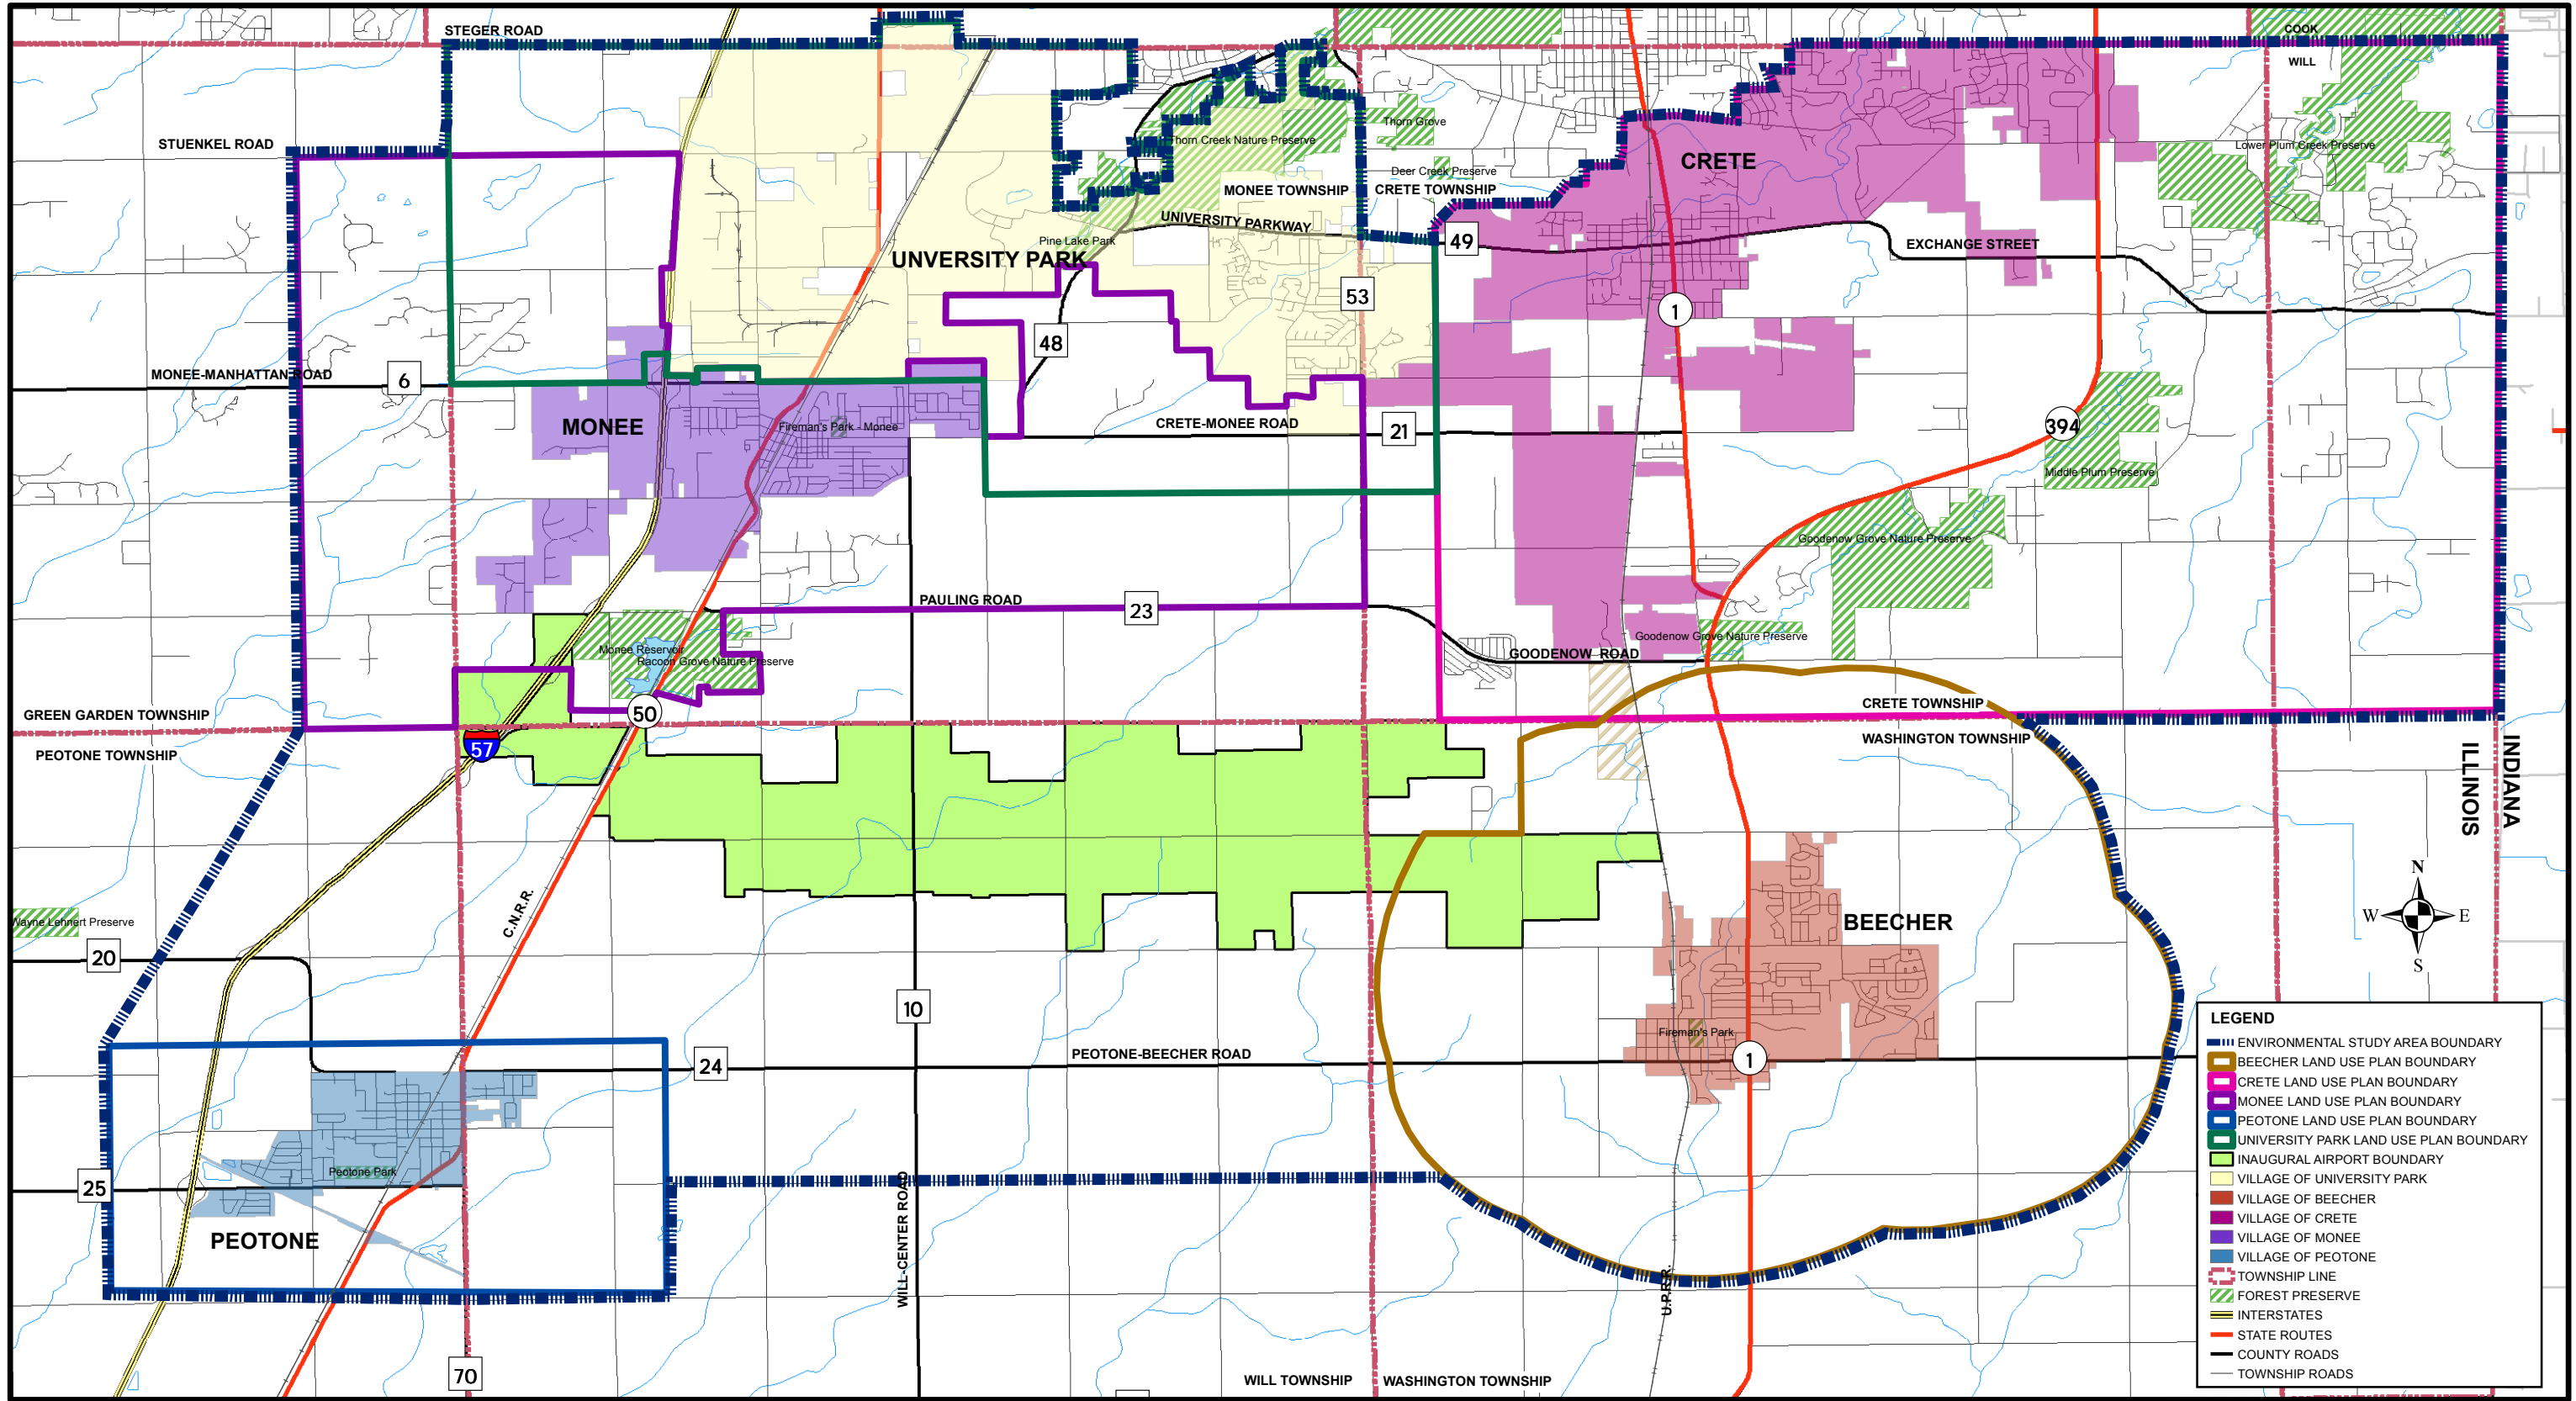 STEGER ROAD
COOK
WILL
STUENKEL ROAD
Thorn Grove
Thorn Creek Nature Preserve
Lower Plum Creek Preserve
CRETE
Deer Creek Preserve
MONEE TOWNSHIP
CRETE TOWNSHIP
UNIVERSITY PARKWAY
Pine Lake Park
49
EXCHANGE STREET
UNVERSITY PARK
53
1
48
MONEE-MANHATTAN ROAD
6
MONEE
Fireman's Park - Monee
CRETE-MONEE ROAD
21
394
Middle Plum Preserve
Goodenow Grove Nature Preserve
PAULING ROAD
23
Goodenow Grove Nature Preserve
Monee Reservoir
Racoon Grove Nature Preserve
GOODENOW ROAD
CRETE TOWNSHIP
GREEN GARDEN TOWNSHIP
50
WASHINGTON TOWNSHIP
57
PEOTONE TOWNSHIP
ILLINOIS
INDIANA
N
W
E
S
C.N.R.R.
Wayne Lehnert Preserve
BEECHER
20
10
Fireman's Park
PEOTONE-BEECHER ROAD
24
1
Peotone Park
25
WILL-CENTER ROAD
PEOTONE
U.P.R.R.
70
WILL TOWNSHIP
WASHINGTON TOWNSHIP
LEGEND
ENVIRONMENTAL STUDY AREA BOUNDARY
BEECHER LAND USE PLAN BOUNDARY
CRETE LAND USE PLAN BOUNDARY
MONEE LAND USE PLAN BOUNDARY
PEOTONE LAND USE PLAN BOUNDARY
UNIVERSITY PARK LAND USE PLAN BOUNDARY
INAUGURAL AIRPORT BOUNDARY
VILLAGE OF UNIVERSITY PARK
VILLAGE OF BEECHER
VILLAGE OF CRETE
VILLAGE OF MONEE
VILLAGE OF PEOTONE
TOWNSHIP LINE
FOREST PRESERVE
INTERSTATES
STATE ROUTES
COUNTY ROADS
TOWNSHIP ROADS